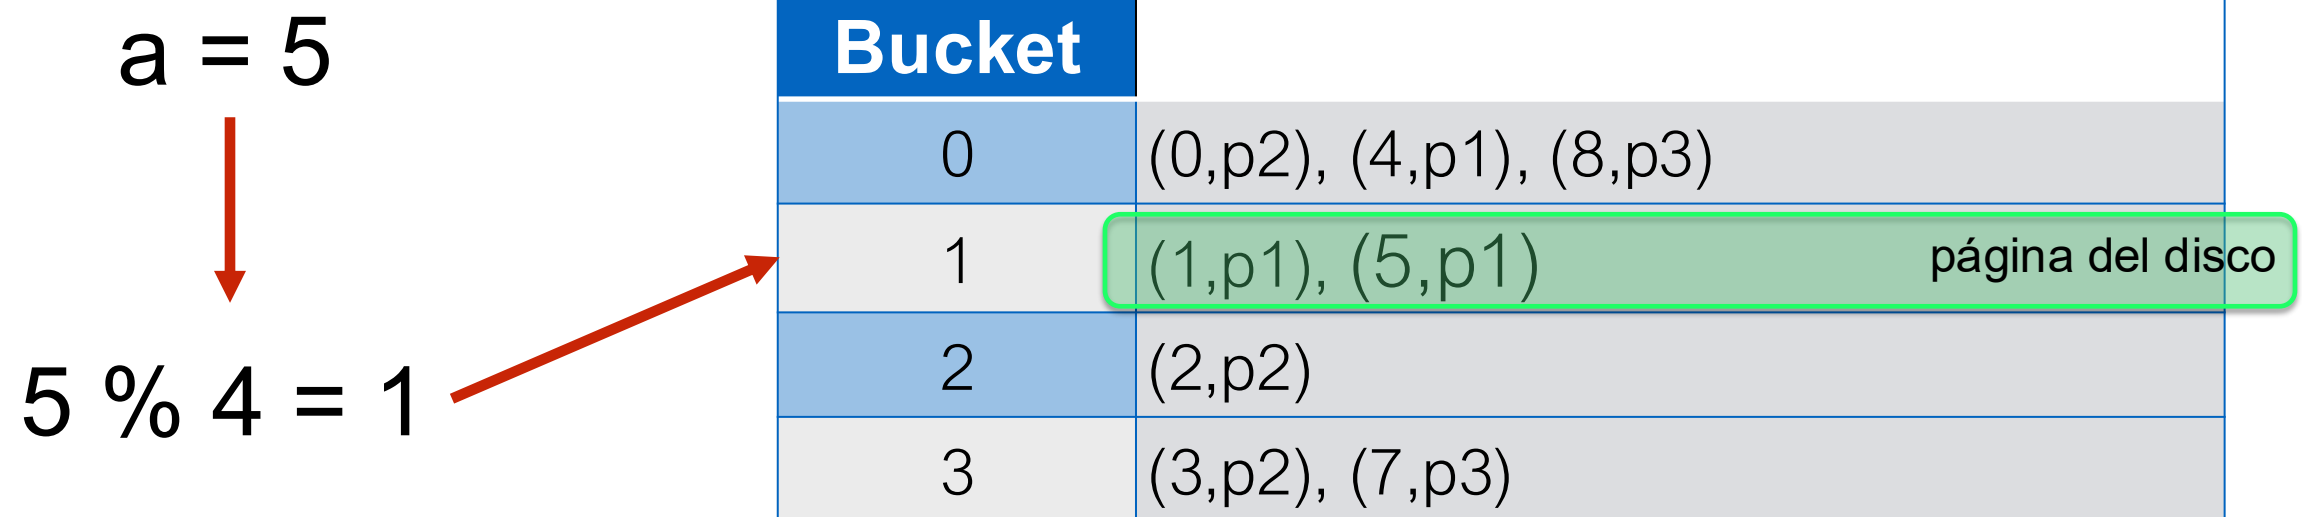 a = 5
5 % 4 = 1
Bucket
0 (0,p2), (4,p1), (8,p3)
1 (1,p1), (5,p1) página del disco
2 (2,p2)
3 (3,p2), (7,p3)